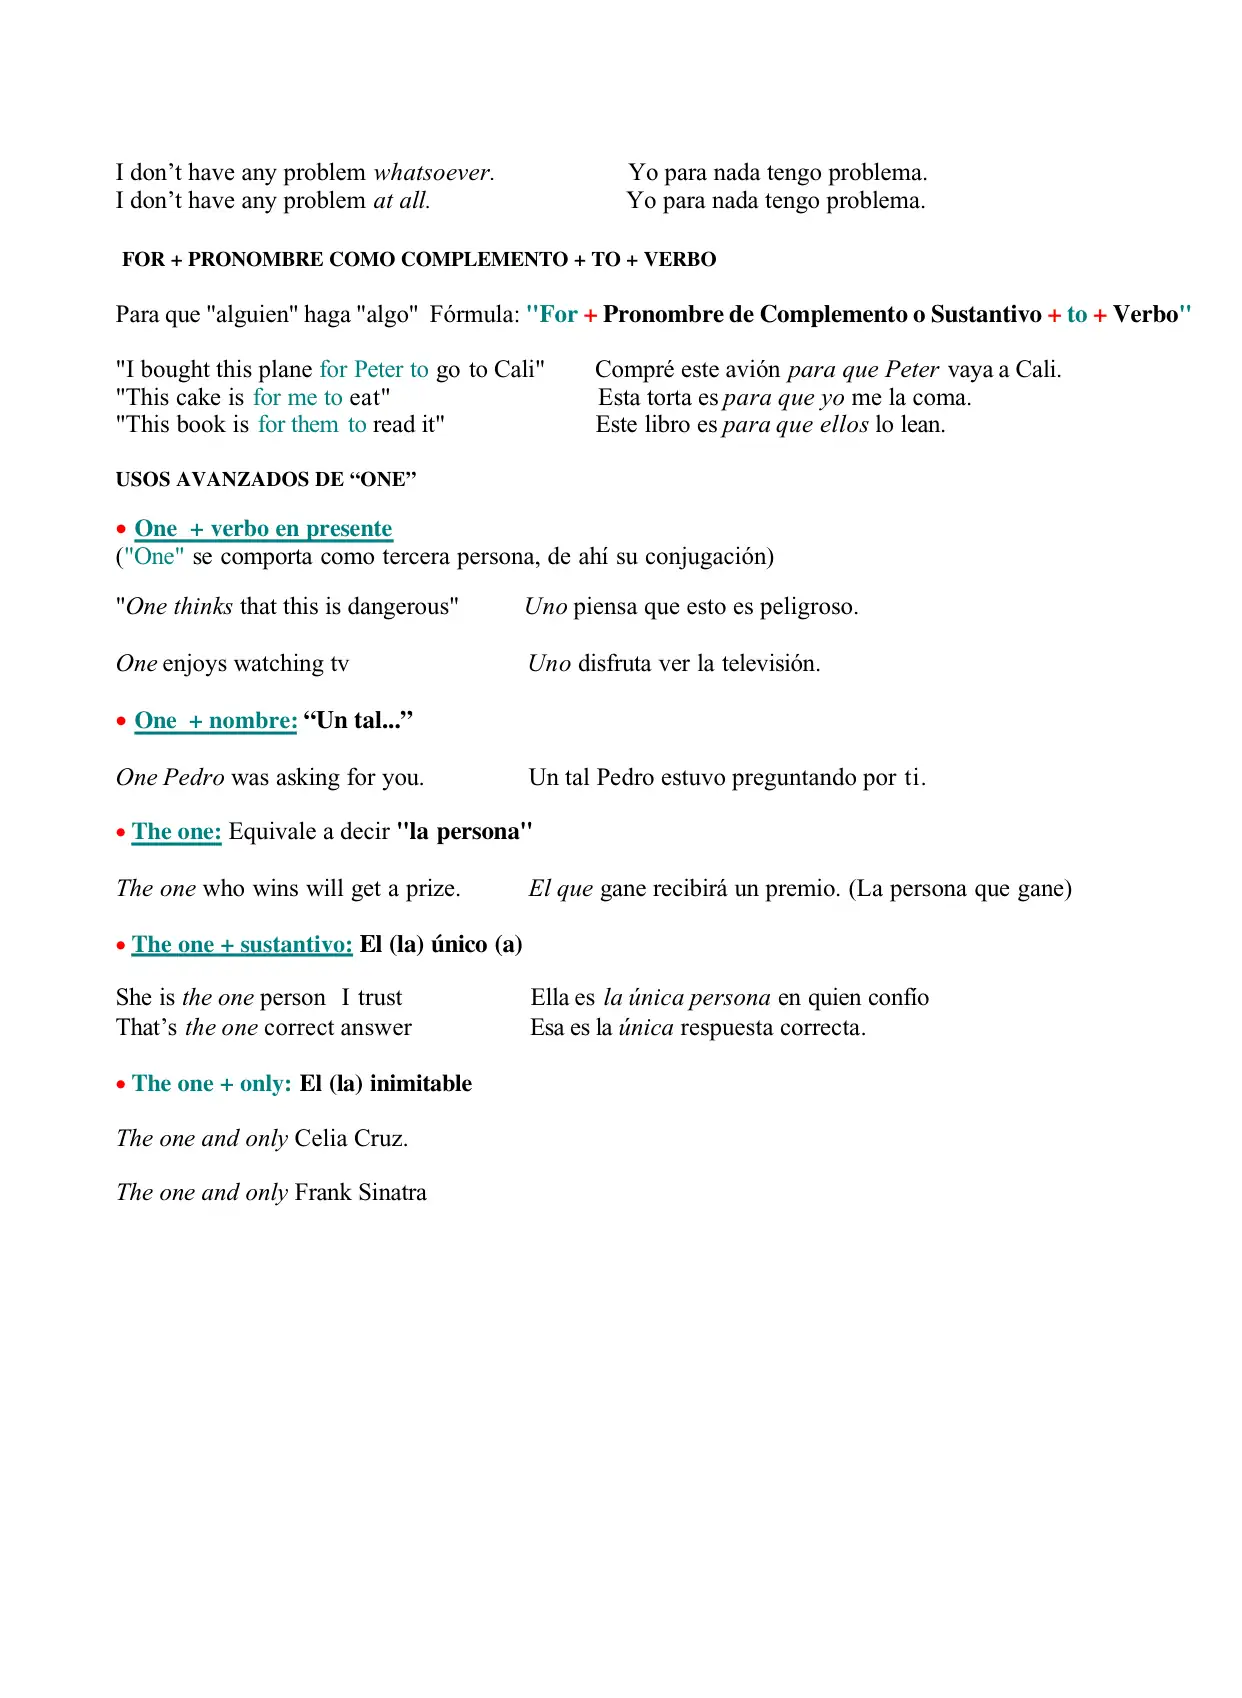 I don’t have any problem whatsoever. Yo para nada tengo problema.
I don’t have any problem at all. Yo para nada tengo problema.
FOR + PRONOMBRE COMO COMPLEMENTO + TO + VERBO
Para que "alguien" haga "algo" Fórmula: "For + Pronombre de Complemento o Sustantivo + to + Verbo"
"I bought this plane for Peter to go to Cali" Compré este avión para que Peter vaya a Cali.
"This cake is for me to eat" Esta torta es para que yo me la coma.
"This book is for them to read it" Este libro es para que ellos lo lean.
USOS AVANZADOS DE “ONE”
• One + verbo en presente
("One" se comporta como tercera persona, de ahí su conjugación)
"One thinks that this is dangerous" Uno piensa que esto es peligroso.
One enjoys watching tv Uno disfruta ver la televisión.
• One + nombre: “Un tal...”
One Pedro was asking for you. Un tal Pedro estuvo preguntando por ti.
• The one: Equivale a decir "la persona"
The one who wins will get a prize. El que gane recibirá un premio. (La persona que gane)
• The one + sustantivo: El (la) único (a)
She is the one person I trust Ella es la única persona en quien confío
That’s the one correct answer Esa es la única respuesta correcta.
• The one + only: El (la) inimitable
The one and only Celia Cruz.
The one and only Frank Sinatra